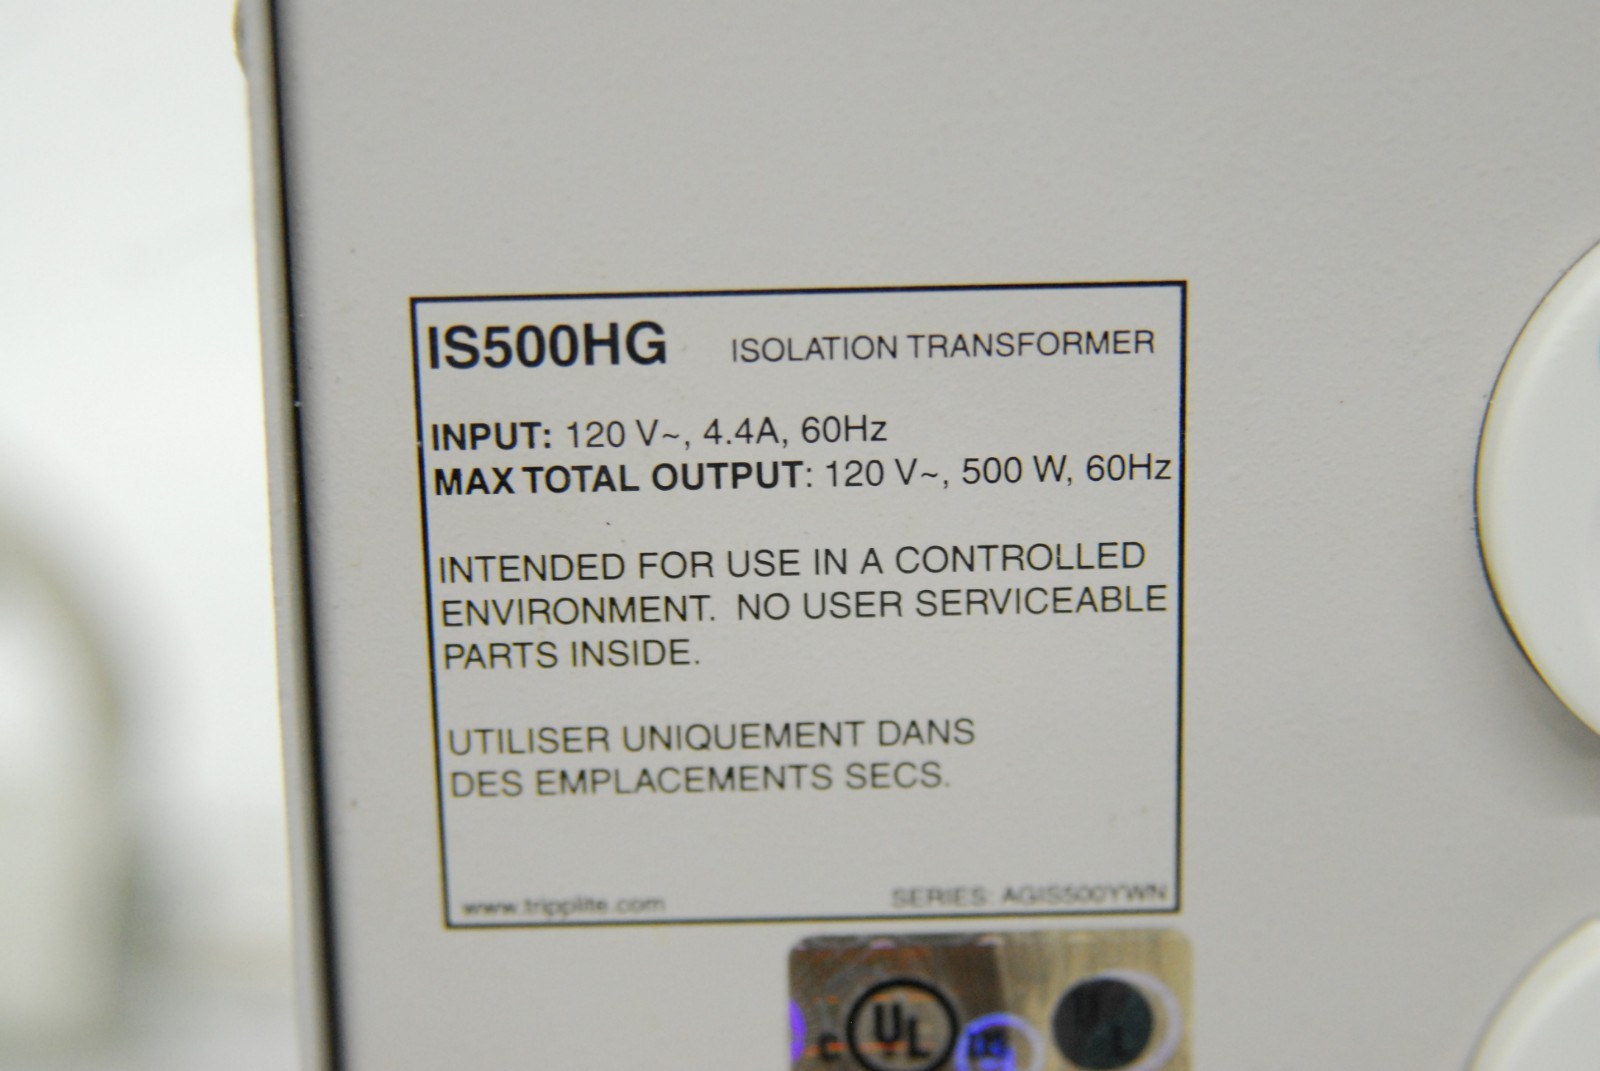 IS500HG ISOLATION TRANSFORMER
INPUT: 120 V~, 4.4A, 60Hz
MAX TOTAL OUTPUT: 120 V~, 500 W, 60Hz
INTENDED FOR USE IN A CONTROLLED
ENVIRONMENT. NO USER SERVICEABLE
PARTS INSIDE.
UTILISER UNIQUEMENT DANS
DES EMPLACEMENTS SECS.
www.tripplite.com SERIES: AGIS500YWN
c UL